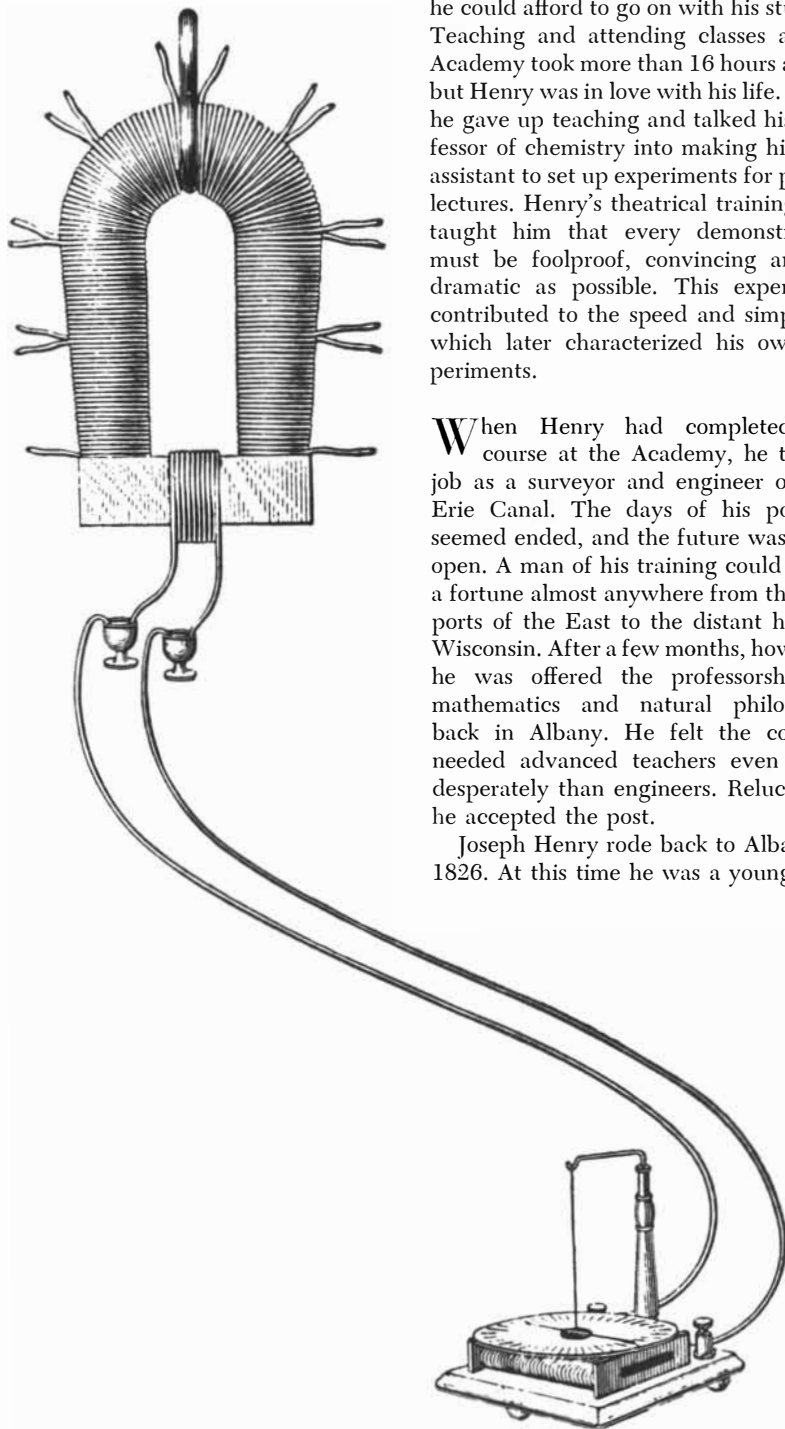 he could afford to go on with his stu
Teaching and attending classes a
Academy took more than 16 hours a
but Henry was in love with his life.
he gave up teaching and talked his
fessor of chemistry into making hi
assistant to set up experiments for p
lectures. Henry's theatrical training
taught him that every demonst
must be foolproof, convincing an
dramatic as possible. This exper
contributed to the speed and simp
which later characterized his ow
periments.
When Henry had completed
course at the Academy, he t
job as a surveyor and engineer o
Erie Canal. The days of his po
seemed ended, and the future was
open. A man of his training could
a fortune almost anywhere from th
ports of the East to the distant h
Wisconsin. After a few months, how
he was offered the professorsh
mathematics and natural philo
back in Albany. He felt the co
needed advanced teachers even
desperately than engineers. Reluc
he accepted the post.
Joseph Henry rode back to Alba
1826. At this time he was a young